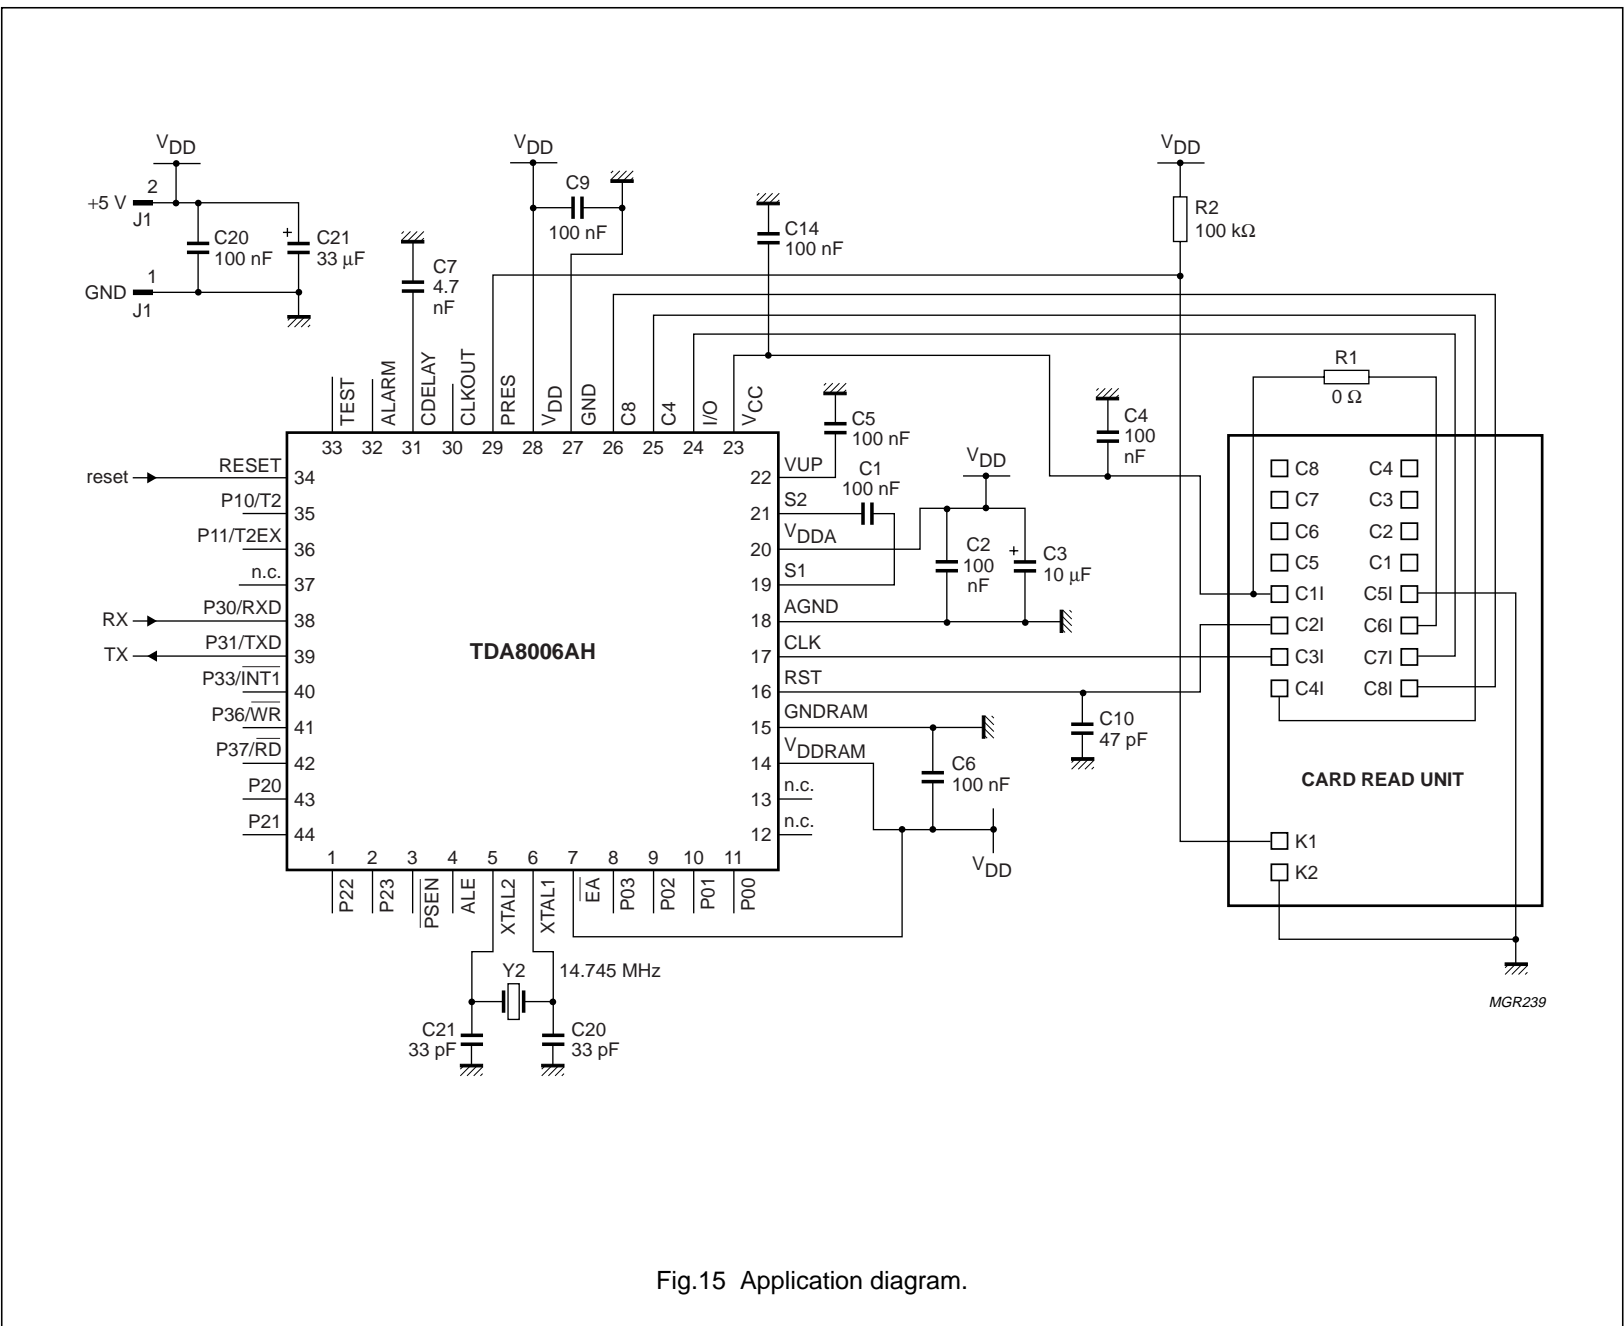 VDD
+5 V
2
J1
C20
100 nF
+
C21
33 μF
GND
1
J1
VDD
C9
100 nF
C7
4.7
nF
C14
100 nF
VDD
R2
100 kΩ
TEST
ALARM
CDELAY
CLKOUT
PRES
VDD
GND
C8
C4
I/O
VCC
33
32
31
30
29
28
27
26
25
24
23
reset
RESET
34
P10/T2
35
P11/T2EX
36
n.c.
37
RX
P30/RXD
38
TX
P31/TXD
39
P33/INT1
40
P36/WR
41
P37/RD
42
P20
43
P21
44
TDA8006AH
22
VUP
21
S2
20
VDDA
19
S1
18
AGND
17
CLK
16
RST
15
GNDRAM
14
VDDRAM
13
n.c.
12
n.c.
C5
100 nF
C1
100 nF
VDD
C2
100
nF
+
C3
10 μF
C4
100
nF
C10
47 pF
C6
100 nF
VDD
R1
0 Ω
C8
C4
C7
C3
C6
C2
C5
C1
C1I
C5I
C2I
C6I
C3I
C7I
C4I
C8I
CARD READ UNIT
K1
K2
1
2
3
4
5
6
7
8
9
10
11
P22
P23
PSEN
ALE
XTAL2
XTAL1
EA
P03
P02
P01
P00
Y2
14.745 MHz
C21
33 pF
C20
33 pF
MGR239
Fig.15 Application diagram.